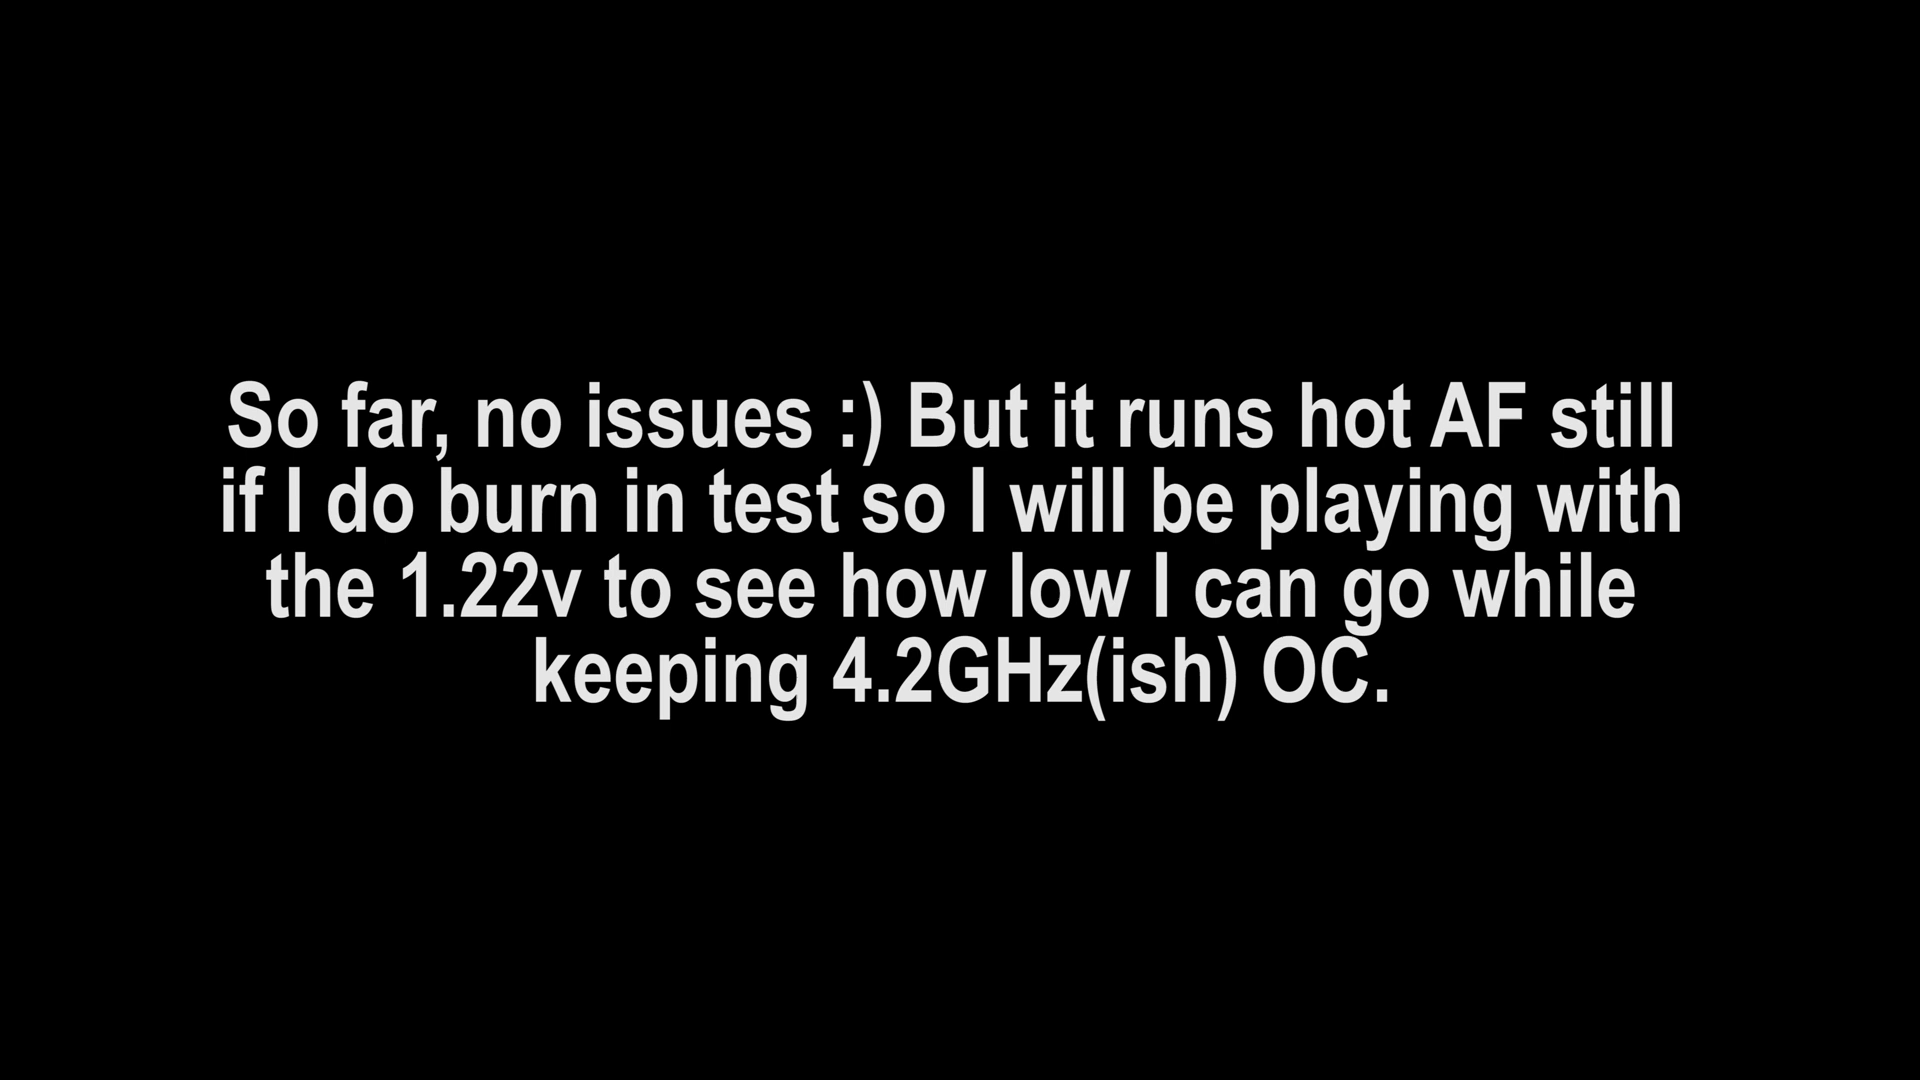 So far, no issues :) But it runs hot AF still
if I do burn in test so I will be playing with
the 1.22v to see how low I can go while
keeping 4.2GHz(ish) OC.